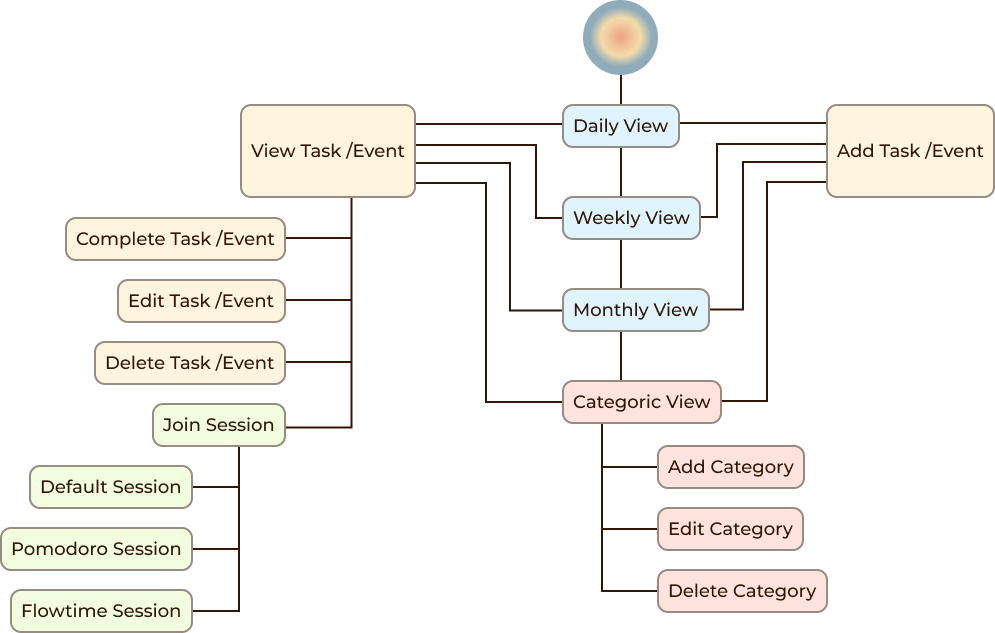 Daily View
View Task /Event
Add Task /Event
Weekly View
Complete Task /Event
Edit Task /Event
Monthly View
Delete Task /Event
Categoric View
Join Session
Add Category
Default Session
Edit Category
Pomodoro Session
Delete Category
Flowtime Session